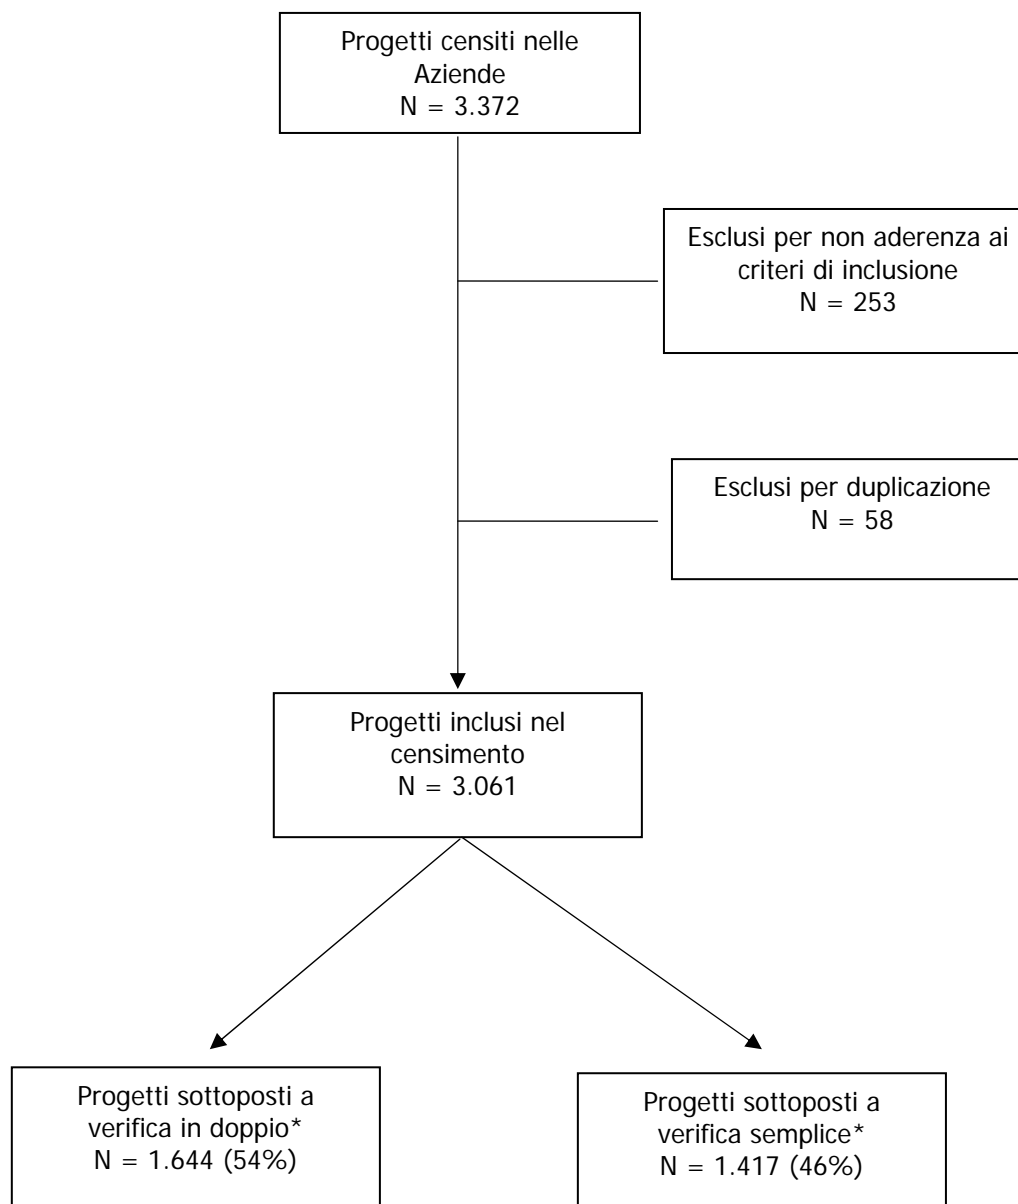 Progetti censiti nelle
Aziende
N = 3.372
Esclusi per non aderenza ai
criteri di inclusione
N = 253
Esclusi per duplicazione
N = 58
Progetti inclusi nel
censimento
N = 3.061
Progetti sottoposti a
verifica in doppio*
N = 1.644 (54%)
Progetti sottoposti a
verifica semplice*
N = 1.417 (46%)